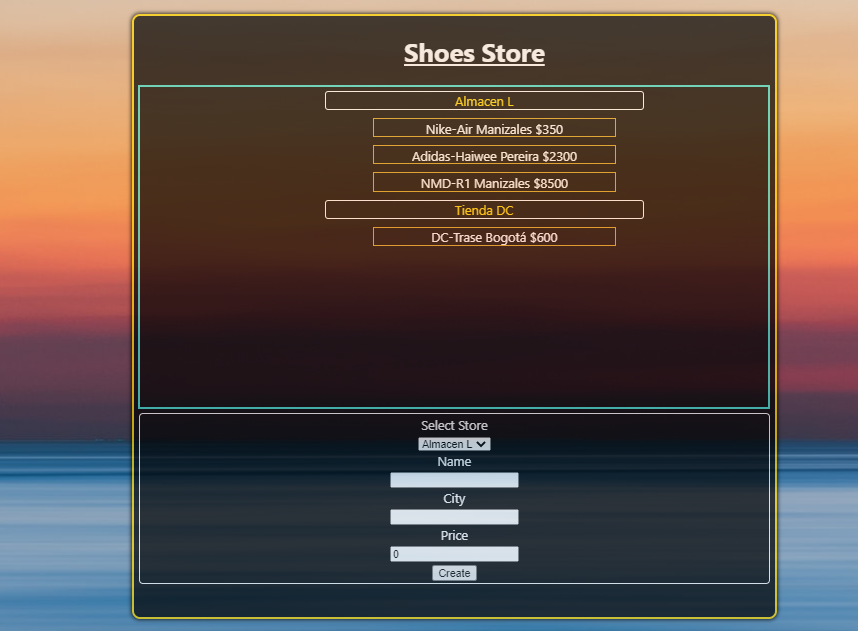 Shoes Store
Almacen L
Nike-Air Manizales $350
Adidas-Haiwee Pereira $2300
NMD-R1 Manizales $8500
Tienda DC
DC-Trase Bogotá $600
Select Store
Almacen L
Name
City
Price
0
Create